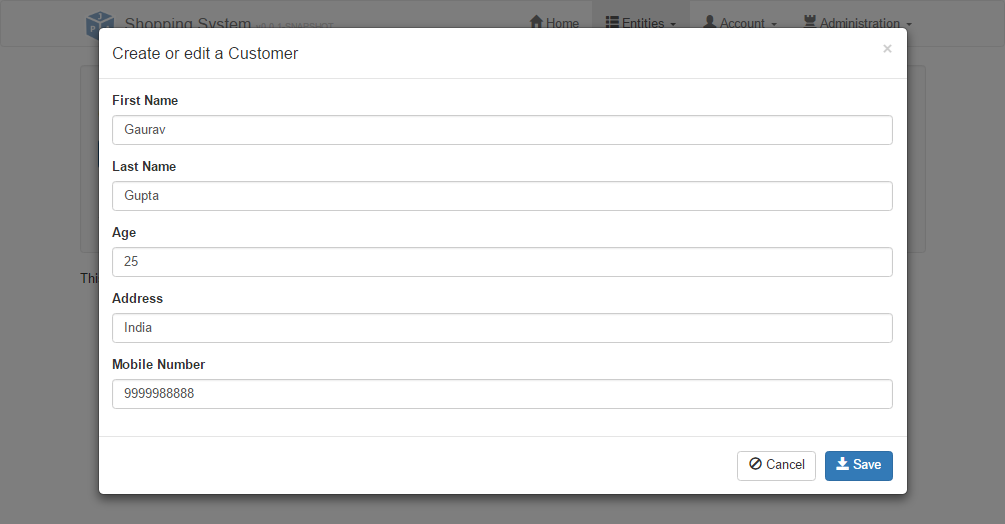 Shopping System v0.0.1-SNAPSHOT
Home Entities Account Administration
Create or edit a Customer ×
First Name
Gaurav
Last Name
Gupta
Age
25
Address
India
Mobile Number
9999988888
Cancel Save